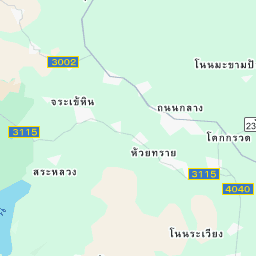 3002
โนนมะขามป้
จระเข้หิน
ถนนกลาง
23
3115
โคกกรวด
ห้วยทราย
สระหลวง
3115
4040
โนนระเวียง